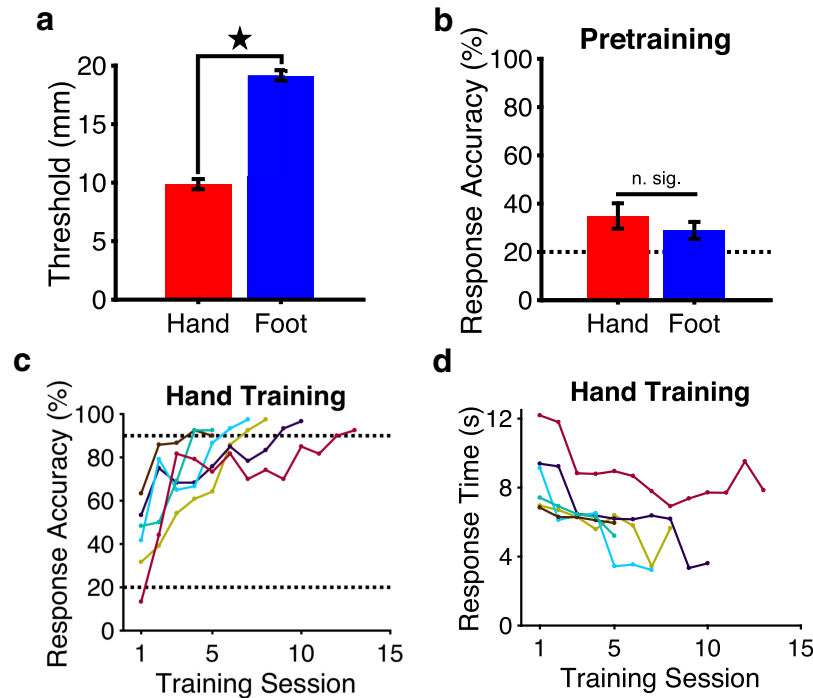 a
★
Threshold (mm)
20
15
10
5
0
Hand Foot
b
Pretraining
Response Accuracy (%)
100
80
60
40
20
0
n. sig.
Hand Foot
c
Hand Training
Response Accuracy (%)
100
80
60
40
20
0
1 5 10 15
Training Session
d
Hand Training
Response Time (s)
12
8
4
0
1 5 10 15
Training Session